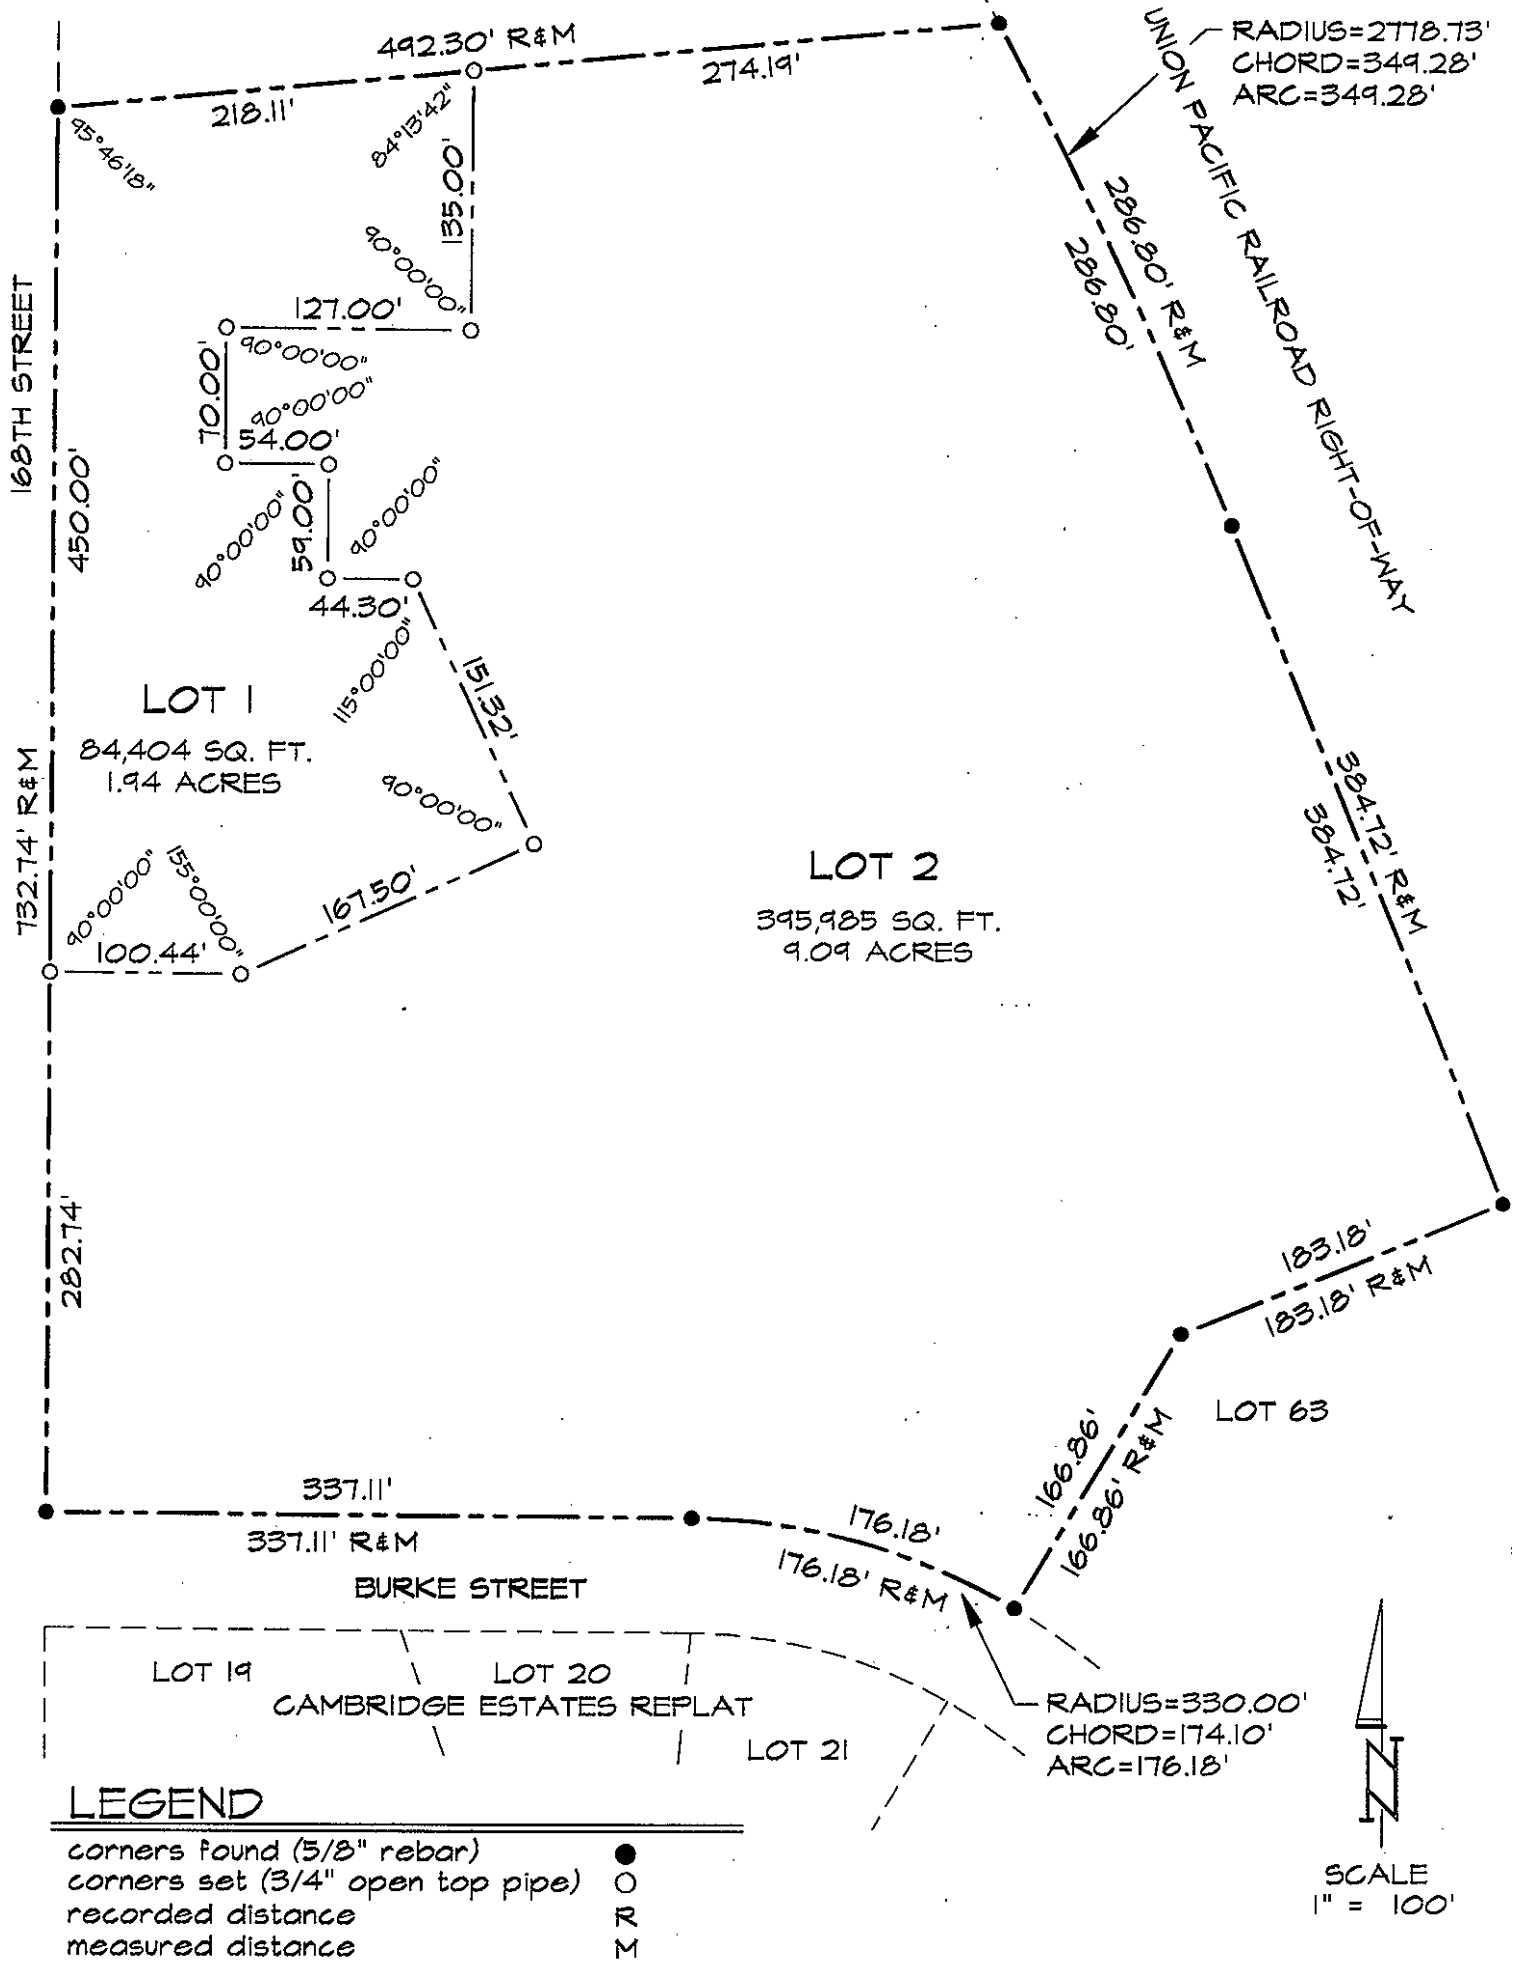 492.30' R&M
218.11'
274.19'
UNION PACIFIC RAILROAD RIGHT-OF-WAY
RADIUS=2778.73'
CHORD=349.28'
ARC=349.28'
95°46'18"
84°13'42"
135.00'
90°00'00"
127.00'
90°00'00"
70.00'
90°00'00"
54.00'
90°00'00"
59.00'
90°00'00"
44.30'
115°00'00"
151.32'
286.80' R&M
286.80'
168TH STREET
450.00'
732.74' R&M
LOT 1
84,404 SQ. FT.
1.94 ACRES
90°00'00"
90°00'00"
155°00'00"
100.44'
167.50'
LOT 2
395,985 SQ. FT.
9.09 ACRES
384.72' R&M
384.72'
282.74'
183.18'
183.18' R&M
166.86'
166.86' R&M
LOT 63
337.11'
337.11' R&M
176.18'
176.18' R&M
BURKE STREET
LOT 19
LOT 20
CAMBRIDGE ESTATES REPLAT
LOT 21
RADIUS=330.00'
CHORD=174.10'
ARC=176.18'
N
SCALE
1" = 100'
LEGEND
corners found (5/8" rebar)
corners set (3/4" open top pipe)
recorded distance R
measured distance M